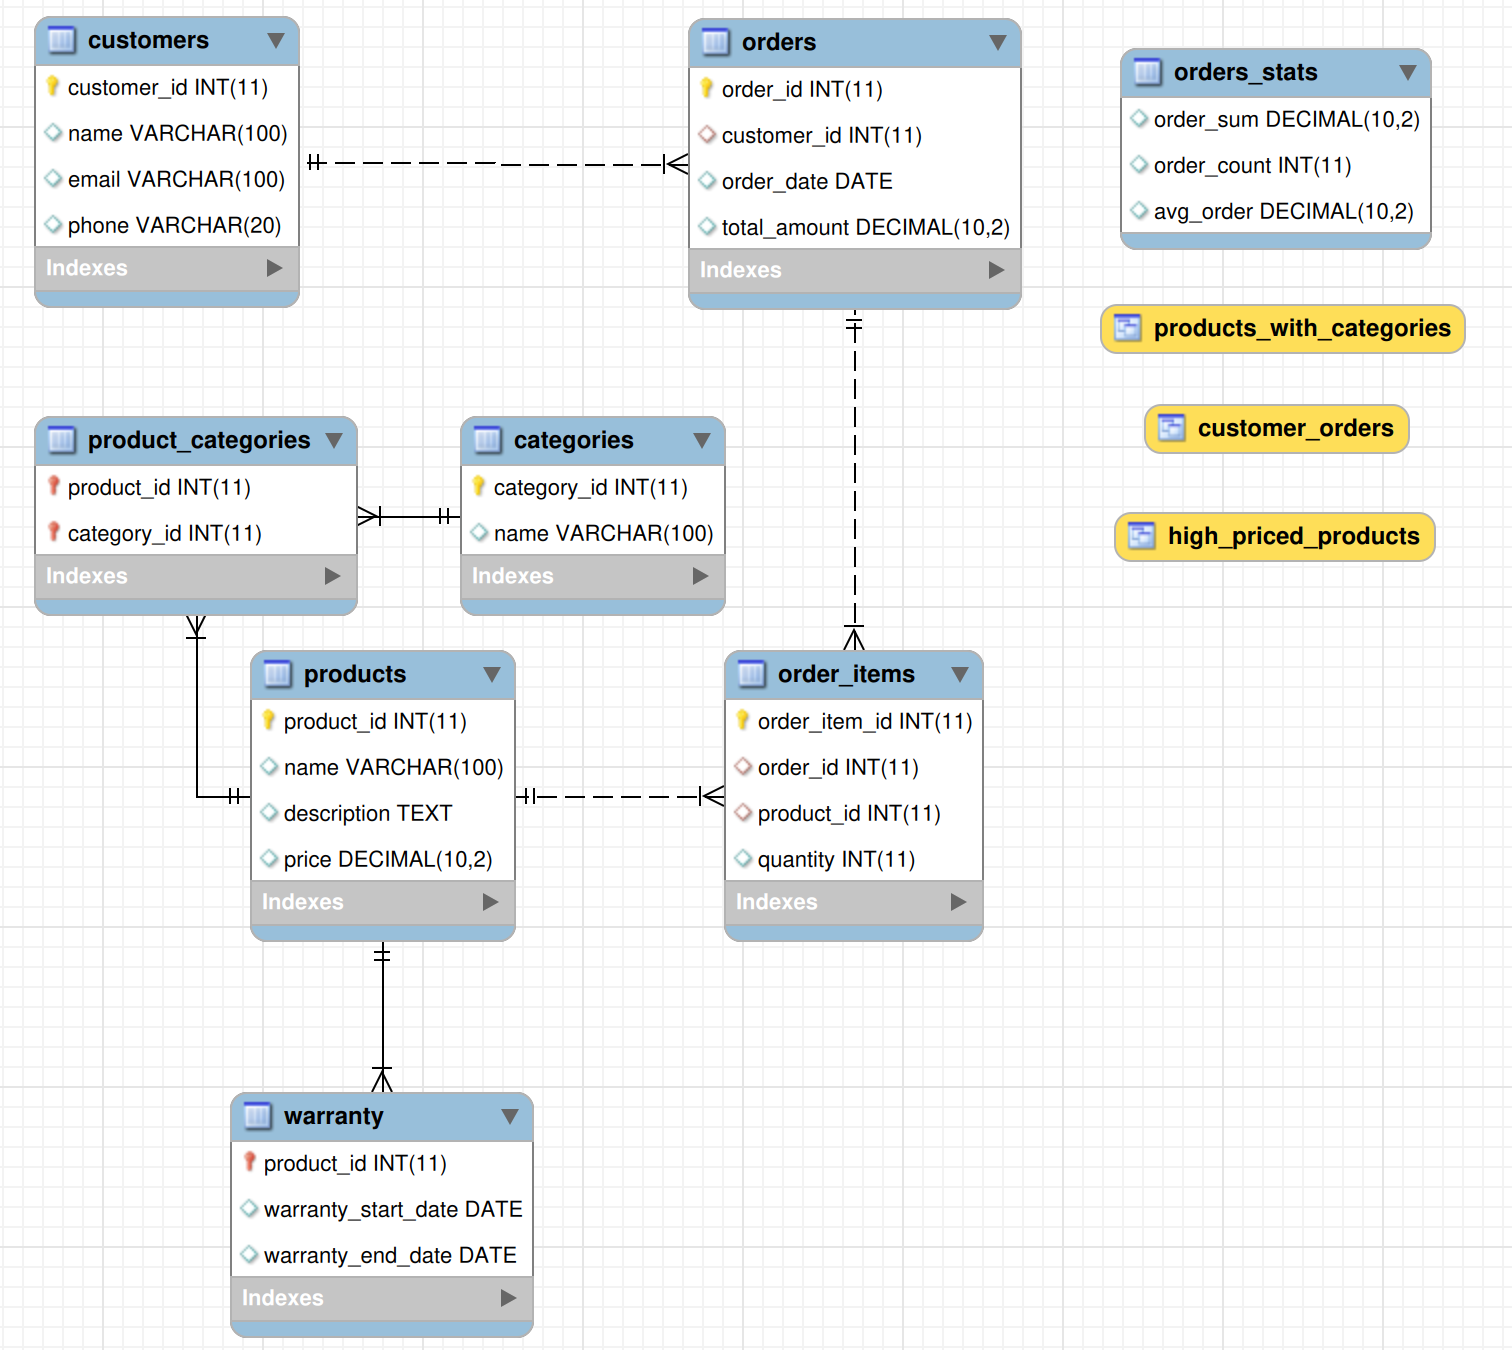 customers
customer_id INT(11)
name VARCHAR(100)
email VARCHAR(100)
phone VARCHAR(20)
Indexes
orders
order_id INT(11)
customer_id INT(11)
order_date DATE
total_amount DECIMAL(10,2)
Indexes
orders_stats
order_sum DECIMAL(10,2)
order_count INT(11)
avg_order DECIMAL(10,2)
products_with_categories
customer_orders
high_priced_products
product_categories
product_id INT(11)
category_id INT(11)
Indexes
categories
category_id INT(11)
name VARCHAR(100)
Indexes
products
product_id INT(11)
name VARCHAR(100)
description TEXT
price DECIMAL(10,2)
Indexes
order_items
order_item_id INT(11)
order_id INT(11)
product_id INT(11)
quantity INT(11)
Indexes
warranty
product_id INT(11)
warranty_start_date DATE
warranty_end_date DATE
Indexes